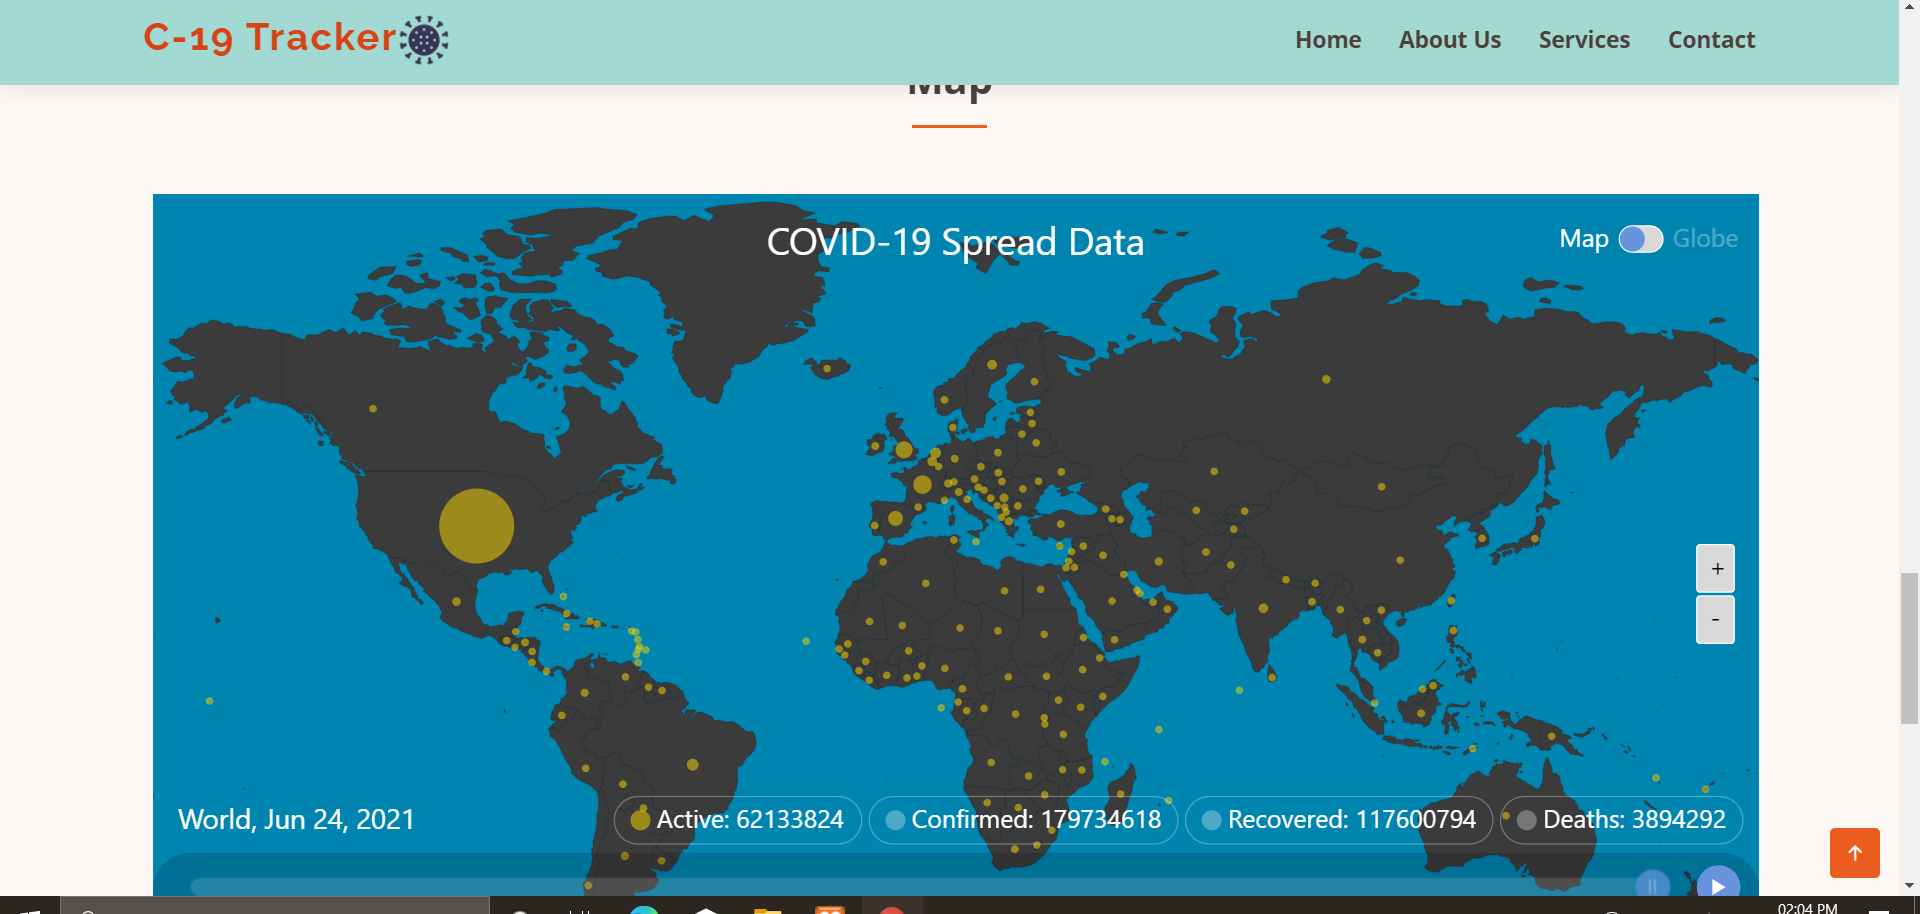 C-19 Tracker
Home About Us Services Contact
Map
COVID-19 Spread Data
Map Globe
+
-
World, Jun 24, 2021
Active: 62133824 Confirmed: 179734618 Recovered: 117600794 Deaths: 3894292
02:04 PM